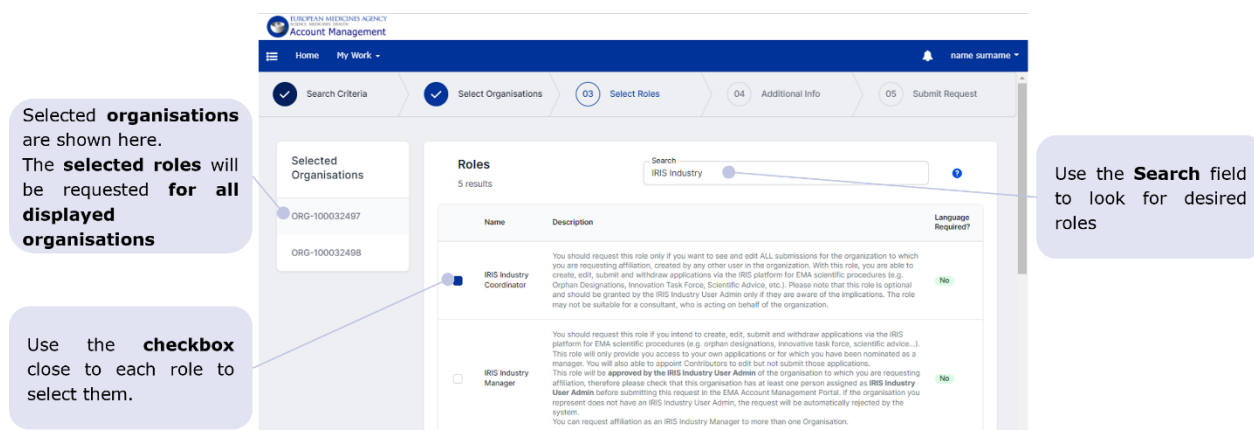 EUROPEAN MEDICINES AGENCY
SCIENCE MEDICINES HEALTH
Account Management
Home My Work
name surname
Search Criteria
Select Organisations
03 Select Roles
04 Additional Info
05 Submit Request
Selected organisations
are shown here.
The selected roles will
be requested for all
displayed
organisations
Use the checkbox
close to each role to
select them.
Selected
Organisations
ORG-100032497
ORG-100032498
Roles
5 results
Search
IRIS Industry
?
Name
Description
Language
Required?
IRIS Industry
Coordinator
You should request this role only if you want to see and edit ALL submissions for the organization to which
you are requesting affiliation, created by any other user in the organization. With this role, you are able to
create, edit, submit and withdraw applications via the IRIS platform for EMA scientific procedures (e.g.
Orphan Designations, Innovation Task Force, Scientific Advice, etc.). Please note that this role is optional
and should be granted by the IRIS Industry User Admin only if they are aware of the implications. The role
may not be suitable for a consultant, who is acting on behalf of the organization.
No
IRIS Industry
Manager
You should request this role if you intend to create, edit, submit and withdraw applications via the IRIS
platform for EMA scientific procedures (e.g. orphan designations, innovative task force, scientific advice...).
This role will only provide you access to your own applications or for which you have been nominated as a
manager. You will also able to appoint Contributors to edit but not submit those applications.
This role will be approved by the IRIS Industry User Admin of the organisation to which you are requesting
affiliation, therefore please check that this organisation has at least one person assigned as IRIS Industry
User Admin before submitting this request in the EMA Account Management Portal. If the organisation you
represent does not have an IRIS Industry User Admin, the request will be automatically rejected by the
system.
You can request affiliation as an IRIS Industry Manager to more than one Organisation.
No
Use the Search field
to look for desired
roles